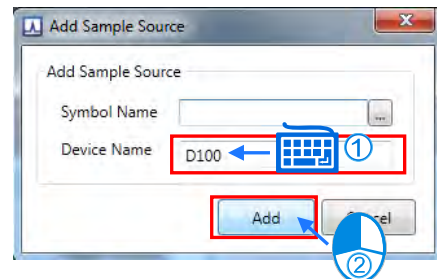 Add Sample Source
Add Sample Source
Symbol Name ...
Device Name D100 ①
Add
②